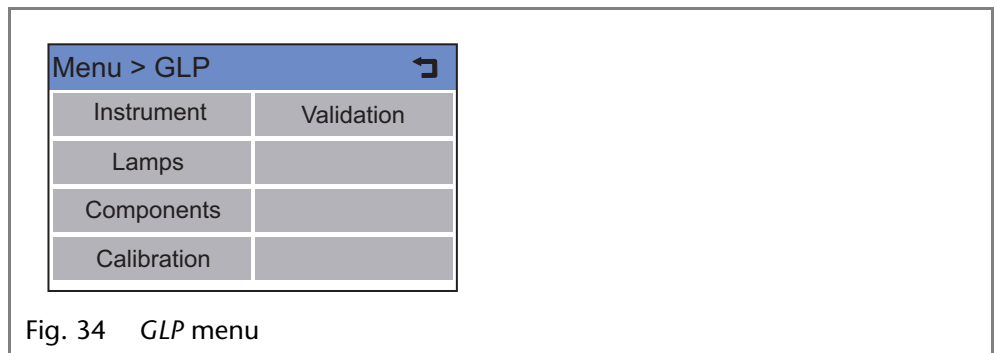 Menu > GLP
Instrument Validation
Lamps
Components
Calibration
Fig. 34 GLP menu